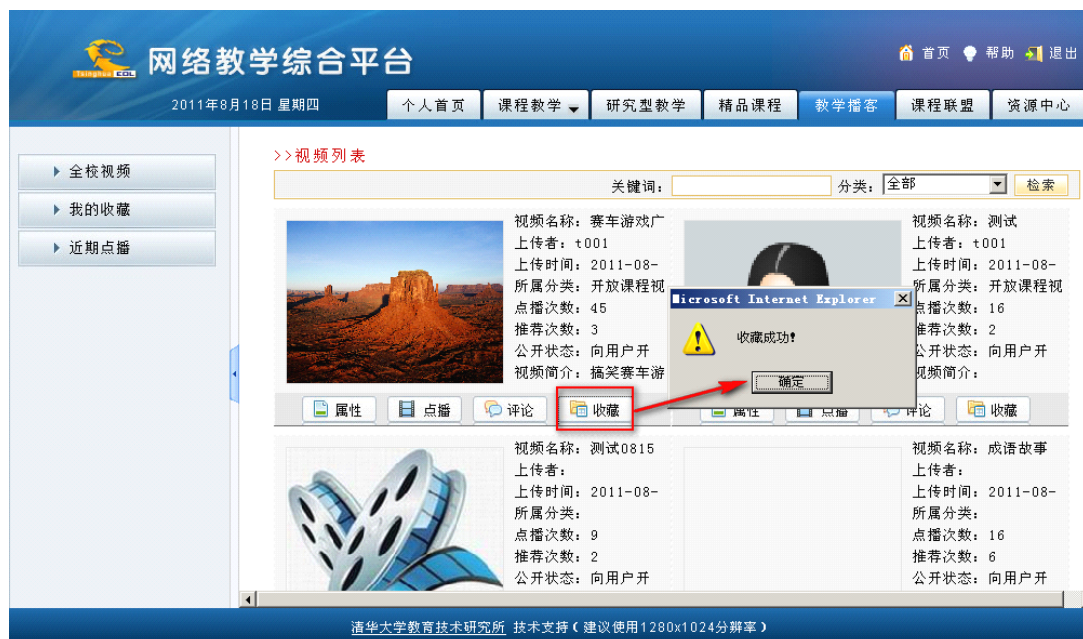 网络教学综合平台
Tsinghua EOL
首页 帮助 退出
2011年8月18日 星期四
个人首页 课程教学 研究型教学 精品课程 教学播客 课程联盟 资源中心
全校视频
我的收藏
近期点播
>>视频列表
关键词: 分类: 全部 检索
视频名称: 赛车游戏广
上传者: t001
上传时间: 2011-08-
所属分类: 开放课程视
点播次数: 45
推荐次数: 3
公开状态: 向用户开
视频简介: 搞笑赛车游
属性 点播 评论 收藏
视频名称: 测试
上传者: t001
上传时间: 2011-08-
所属分类: 开放课程视
点播次数: 16
推荐次数: 2
公开状态: 向用户开
视频简介:
属性 点播 评论 收藏
Microsoft Internet Explorer
收藏成功!
确定
视频名称: 测试0815
上传者:
上传时间: 2011-08-
所属分类:
点播次数: 9
推荐次数: 2
公开状态: 向用户开
视频名称: 成语故事
上传者:
上传时间: 2011-08-
所属分类:
点播次数: 16
推荐次数: 6
公开状态: 向用户开
清华大学教育技术研究所 技术支持(建议使用1280x1024分辨率)